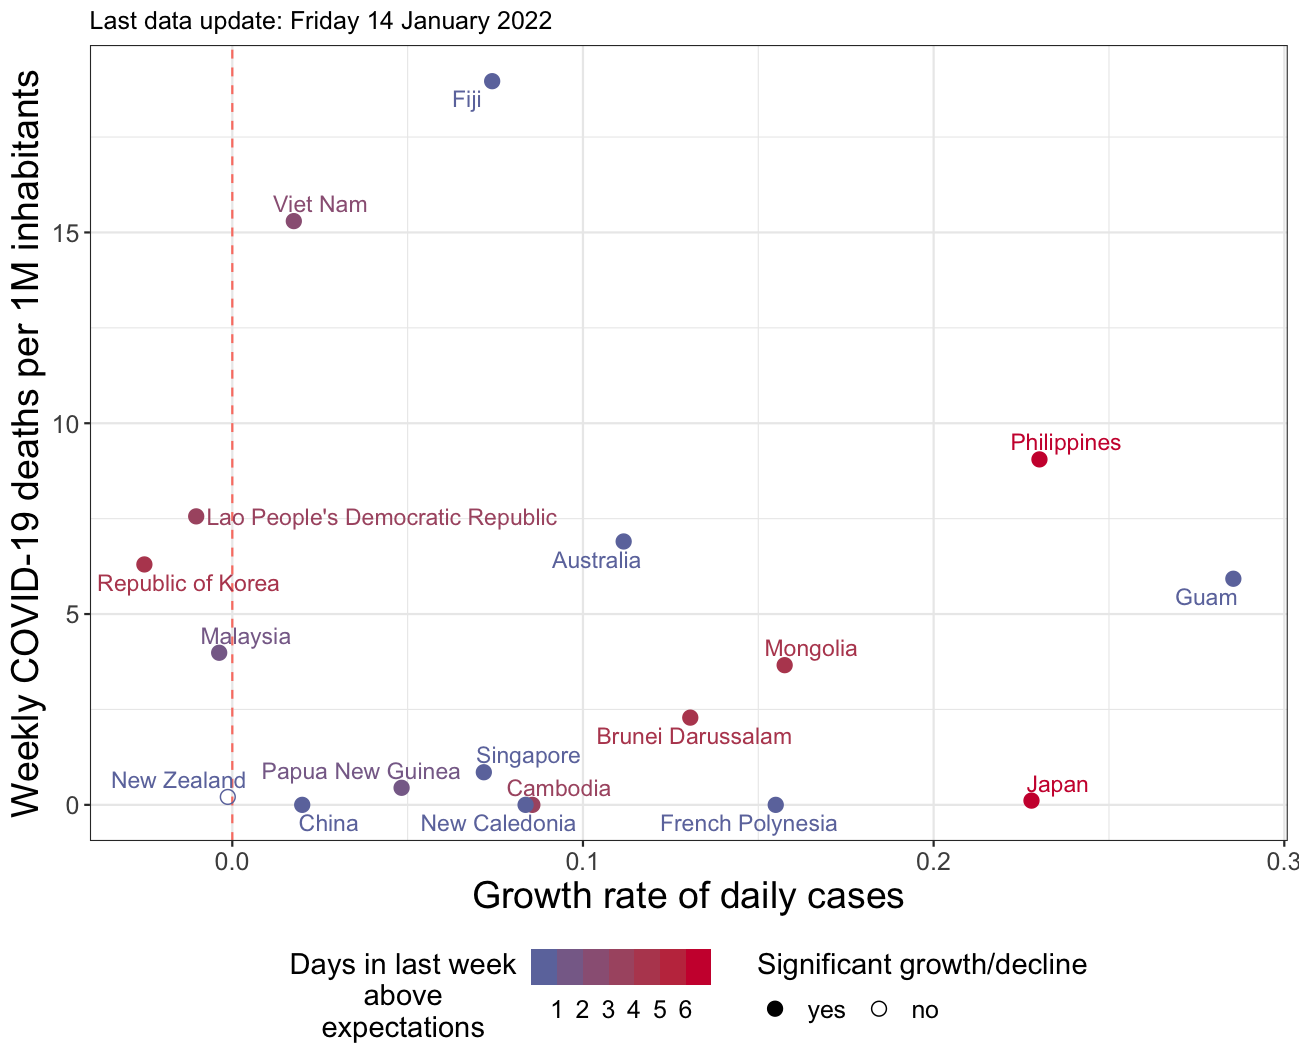 Last data update: Friday 14 January 2022
Weekly COVID-19 deaths per 1M inhabitants
15
10
5
0
Fiji
Viet Nam
Philippines
Lao People's Democratic Republic
Australia
Republic of Korea
Guam
Malaysia
Mongolia
Brunei Darussalam
Singapore
New Zealand
Papua New Guinea
Cambodia
Japan
China
New Caledonia
French Polynesia
0.0
0.1
0.2
0.3
Growth rate of daily cases
Days in last week
above
expectations
1 2 3 4 5 6
Significant growth/decline
yes
no